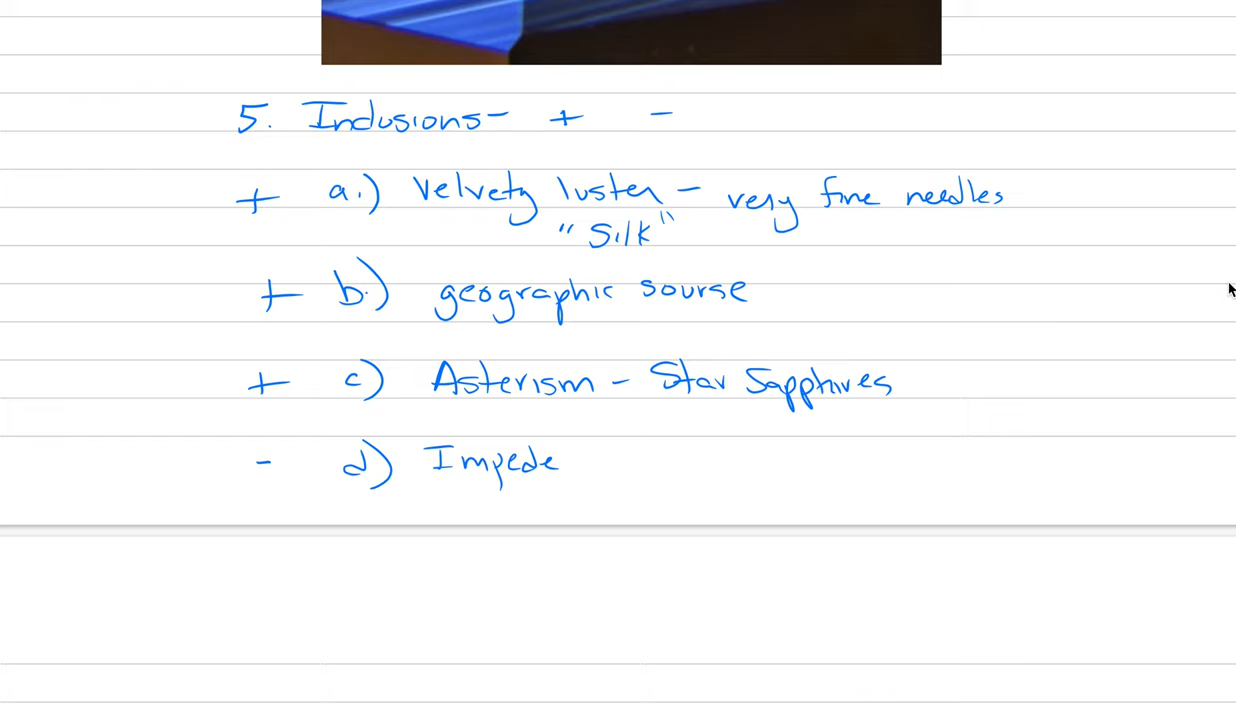 5. Inclusions- + -
+ a.) Velvety luster - very fine needles
"Silk"
+ b.) geographic sourse
+ c) Asterism - Star Sapphires
- d) Impede